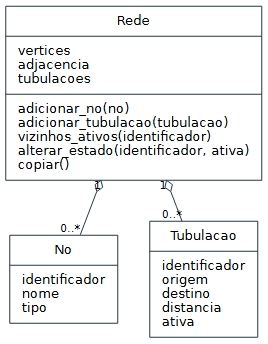 Rede
vertices
adjacencia
tubulacoes
adicionar_no(no)
adicionar_tubulacao(tubulacao)
vizinhos_ativos(identificador)
alterar_estado(identificador, ativa)
copiar()
1
1
0..*
0..*
No
identificador
nome
tipo
Tubulacao
identificador
origem
destino
distancia
ativa